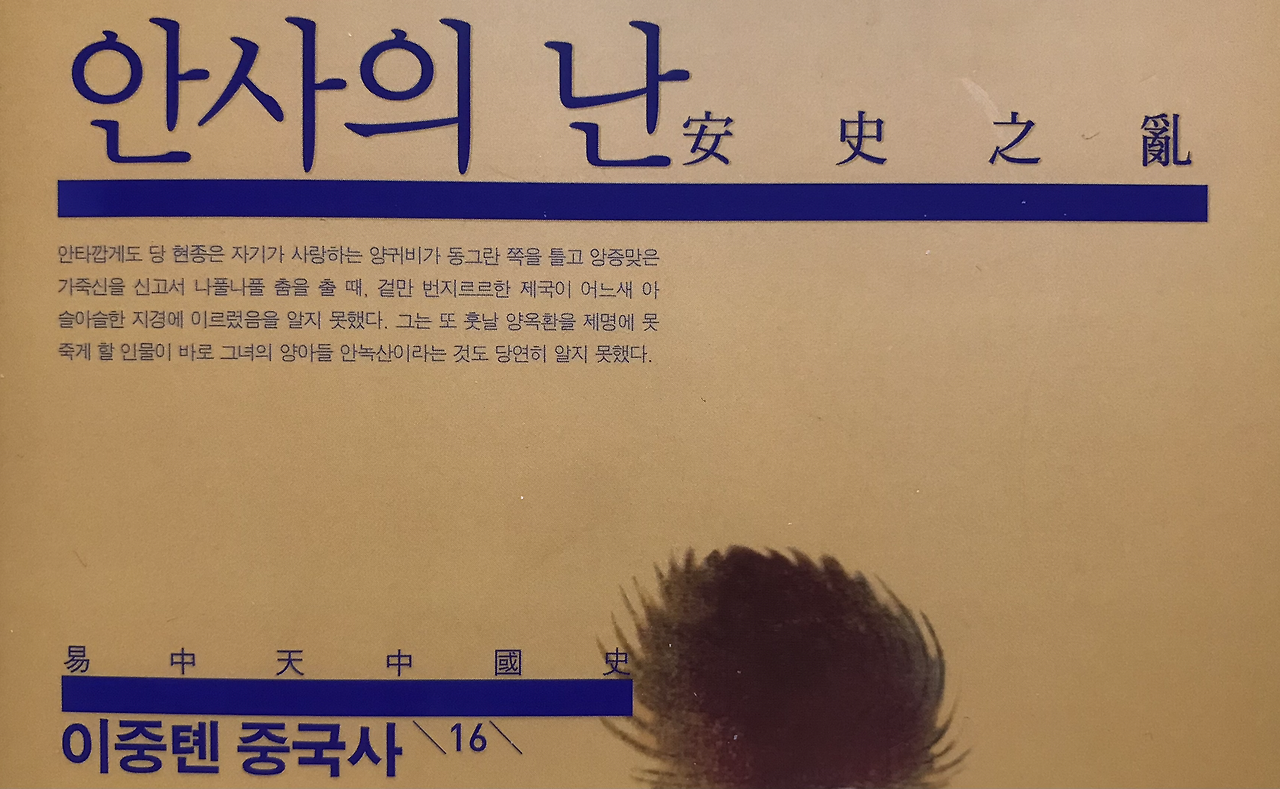 안사의 난 安史之亂
안타깝게도 당 현종은 자기가 사랑하는 양귀비가 동그란 쪽을 틀고 앙증맞은
가죽신을 신고서 나풀나풀 춤을 출 때, 겉만 번지르르한 제국이 어느새 아
슬아슬한 지경에 이르렀음을 알지 못했다. 그는 또 훗날 양옥환을 제명에 못
죽게 할 인물이 바로 그녀의 양아들 안녹산이라는 것도 당연히 알지 못했다.
易中天中國史
이중톈 중국사 \16\